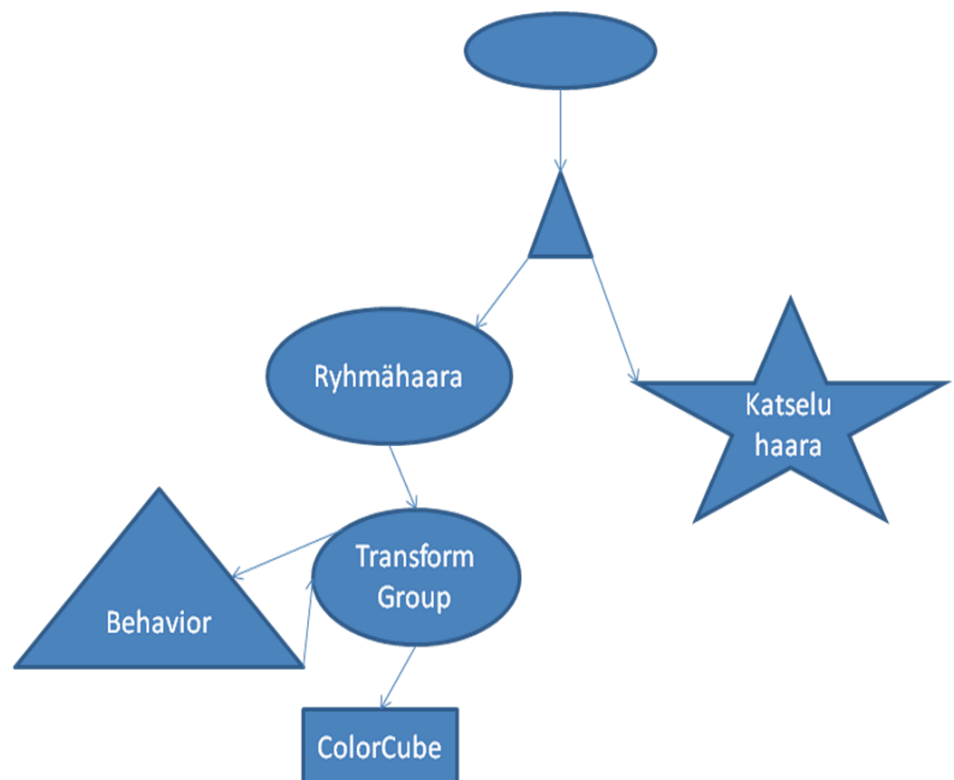 Ryhmähaara
Katselu
haara
Transform
Group
Behavior
ColorCube